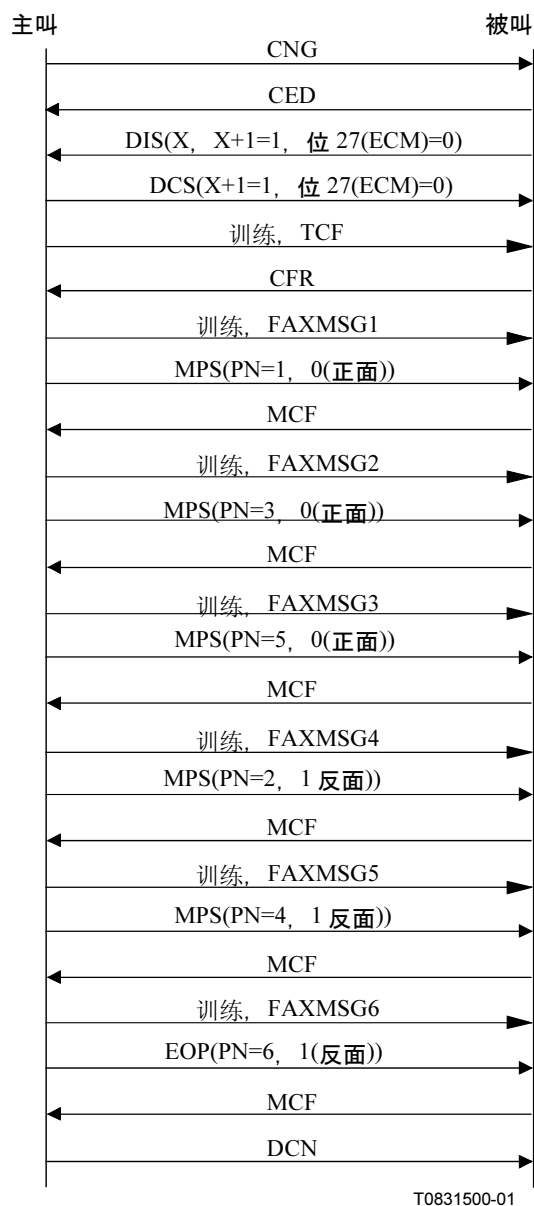 主叫 被叫
CNG
CED
DIS(X, X+1=1, 位 27(ECM)=0)
DCS(X+1=1, 位 27(ECM)=0)
训练, TCF
CFR
训练, FAXMSG1
MPS(PN=1, 0(正面))
MCF
训练, FAXMSG2
MPS(PN=3, 0(正面))
MCF
训练, FAXMSG3
MPS(PN=5, 0(正面))
MCF
训练, FAXMSG4
MPS(PN=2, 1 反面))
MCF
训练, FAXMSG5
MPS(PN=4, 1 反面))
MCF
训练, FAXMSG6
EOP(PN=6, 1(反面))
MCF
DCN
T0831500-01